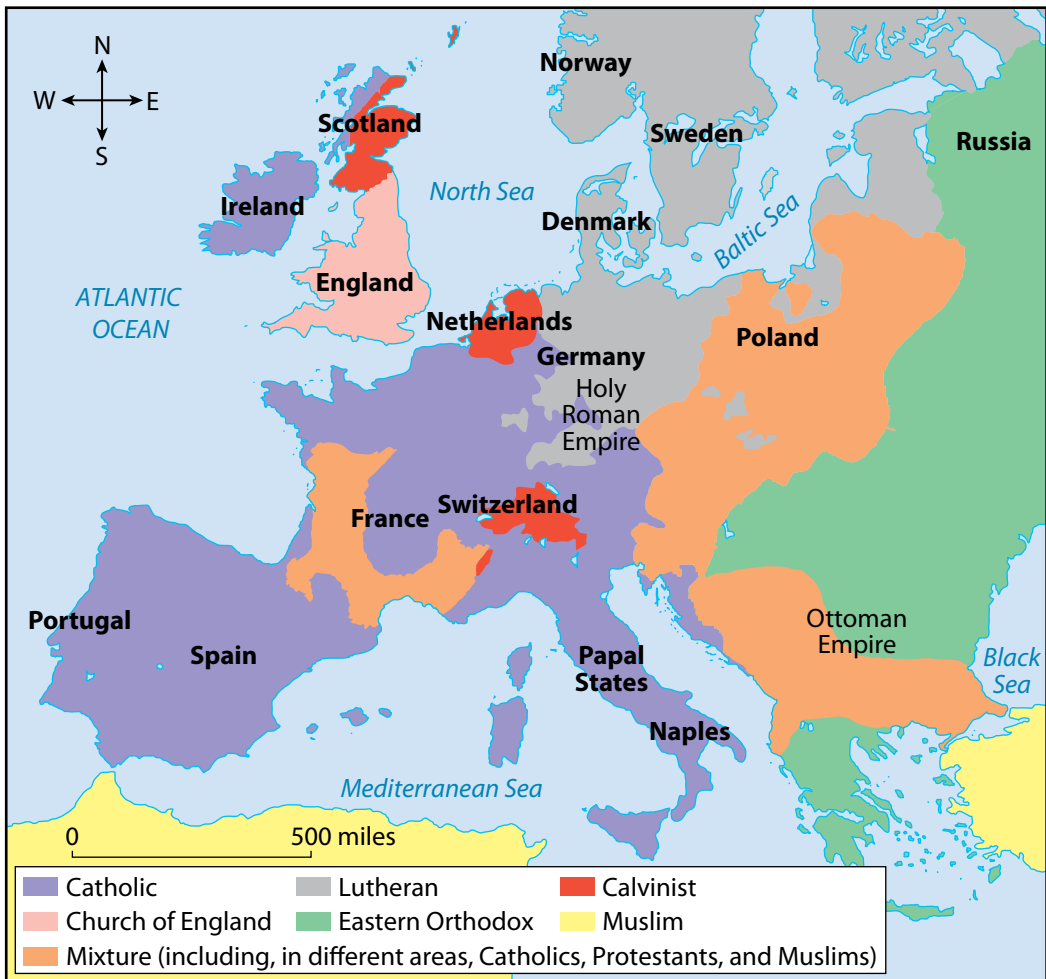 N
W E
S
Norway
Scotland
Sweden
Russia
North Sea
Ireland
Denmark
Baltic Sea
England
ATLANTIC
OCEAN
Netherlands
Poland
Germany
Holy
Roman
Empire
Switzerland
France
Portugal
Ottoman
Empire
Spain
Papal
States
Black
Sea
Naples
Mediterranean Sea
0 500 miles
Catholic Lutheran Calvinist
Church of England Eastern Orthodox Muslim
Mixture (including, in different areas, Catholics, Protestants, and Muslims)